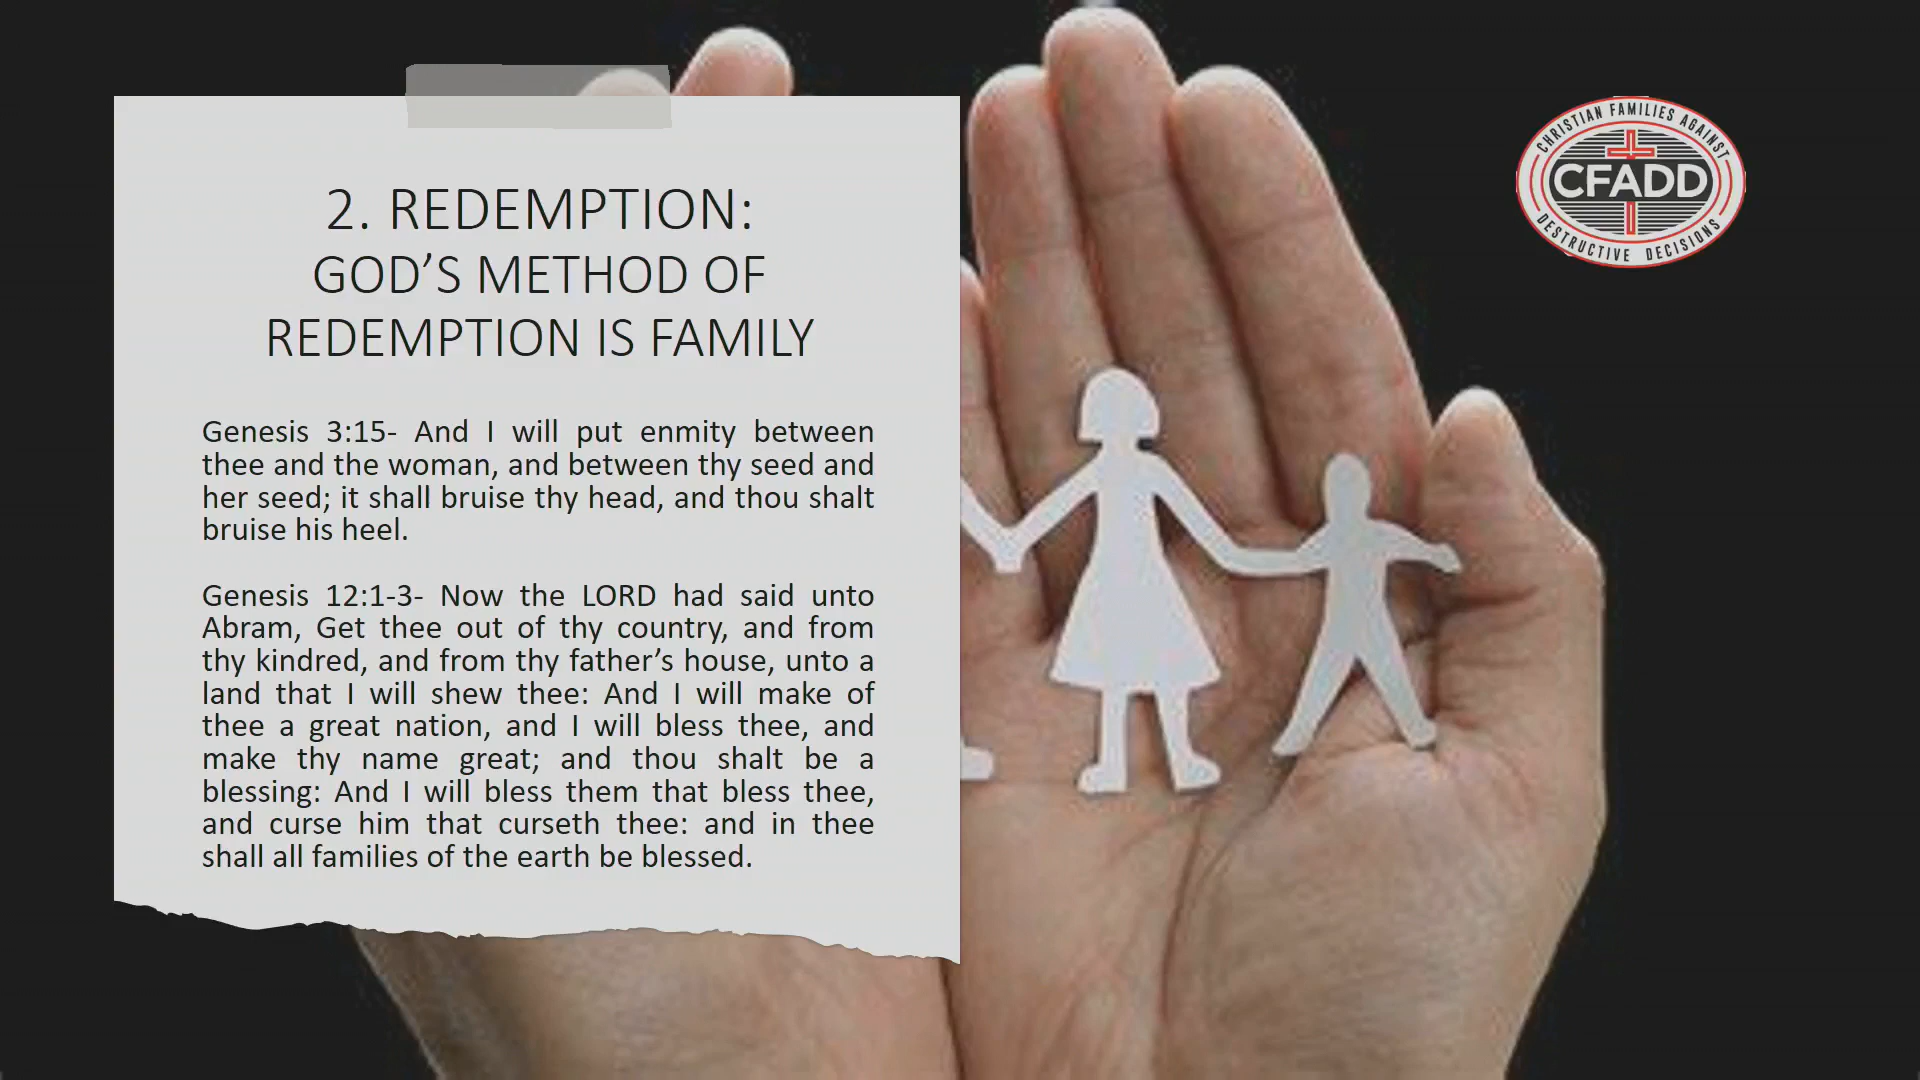 2. REDEMPTION:
GOD’S METHOD OF
REDEMPTION IS FAMILY
Genesis 3:15- And I will put enmity between
thee and the woman, and between thy seed and
her seed; it shall bruise thy head, and thou shalt
bruise his heel.
Genesis 12:1-3- Now the LORD had said unto
Abram, Get thee out of thy country, and from
thy kindred, and from thy father’s house, unto a
land that I will shew thee: And I will make of
thee a great nation, and I will bless thee, and
make thy name great; and thou shalt be a
blessing: And I will bless them that bless thee,
and curse him that curseth thee: and in thee
shall all families of the earth be blessed.
CHRISTIAN FAMILIES AGAINST
CFADD
DESTRUCTIVE DECISIONS